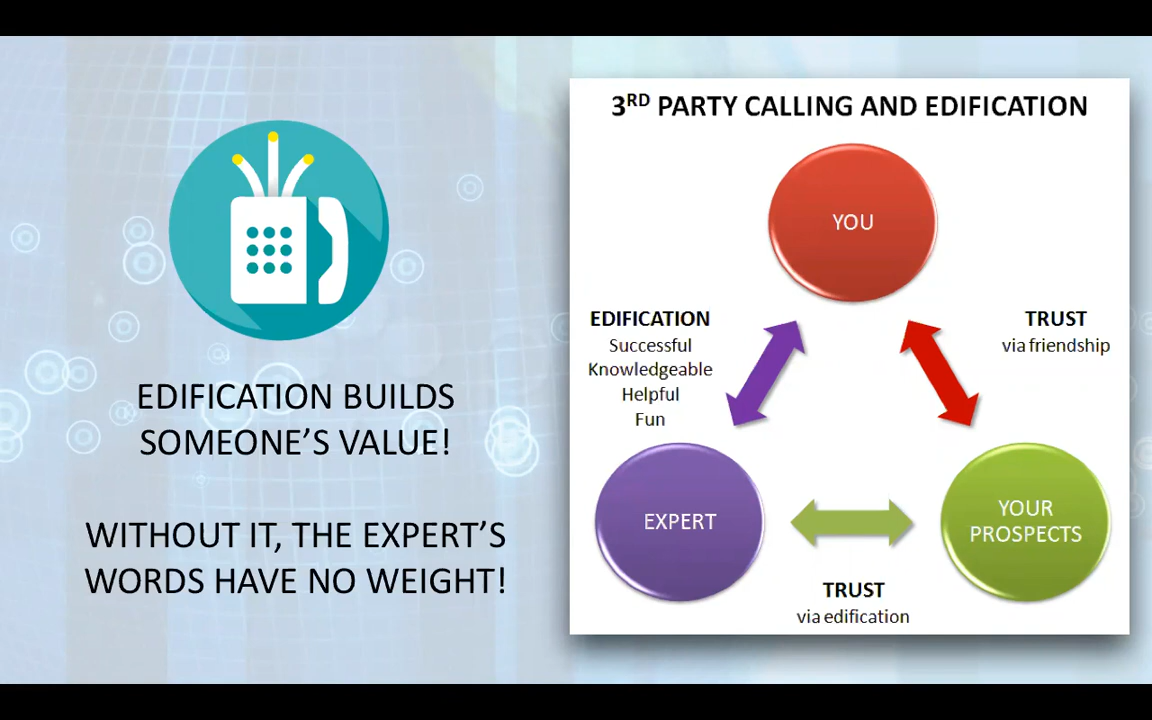 EDIFICATION BUILDS
SOMEONE'S VALUE!
WITHOUT IT, THE EXPERT'S
WORDS HAVE NO WEIGHT!
3RD PARTY CALLING AND EDIFICATION
YOU
EDIFICATION
Successful
Knowledgeable
Helpful
Fun
TRUST
via friendship
EXPERT
YOUR
PROSPECTS
TRUST
via edification